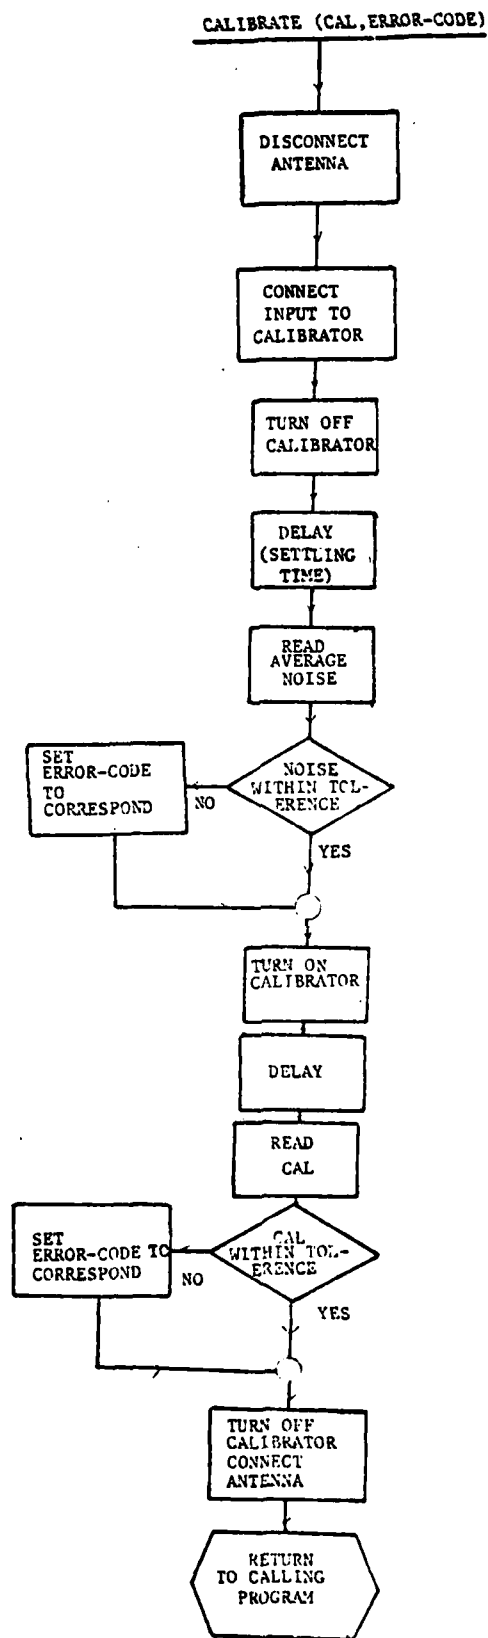 CALIBRATE (CAL,ERROR-CODE)
DISCONNECT
ANTENNA
CONNECT
INPUT TO
CALIBRATOR
TURN OFF
CALIBRATOR
DELAY
(SETTLING
TIME)
READ
AVERAGE
NOISE
NOISE
WITHIN TOL-
ERENCE
NO
SET
ERROR-CODE
TO
CORRESPOND
YES
TURN ON
CALIBRATOR
DELAY
READ
CAL
CAL
WITHIN TOL-
ERENCE
NO
SET
ERROR-CODE TO
CORRESPOND
YES
TURN OFF
CALIBRATOR
CONNECT
ANTENNA
RETURN
TO CALLING
PROGRAM